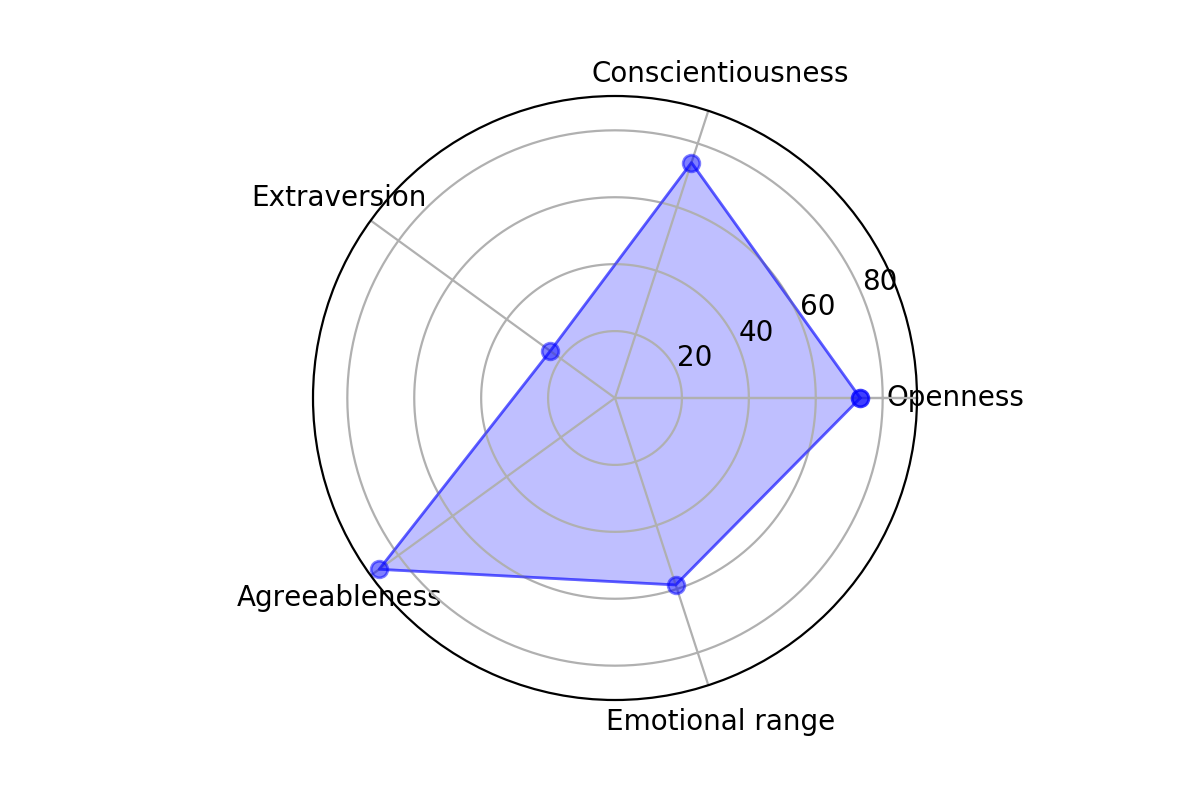 Conscientiousness
Extraversion
80
60
40
20
Openness
Agreeableness
Emotional range